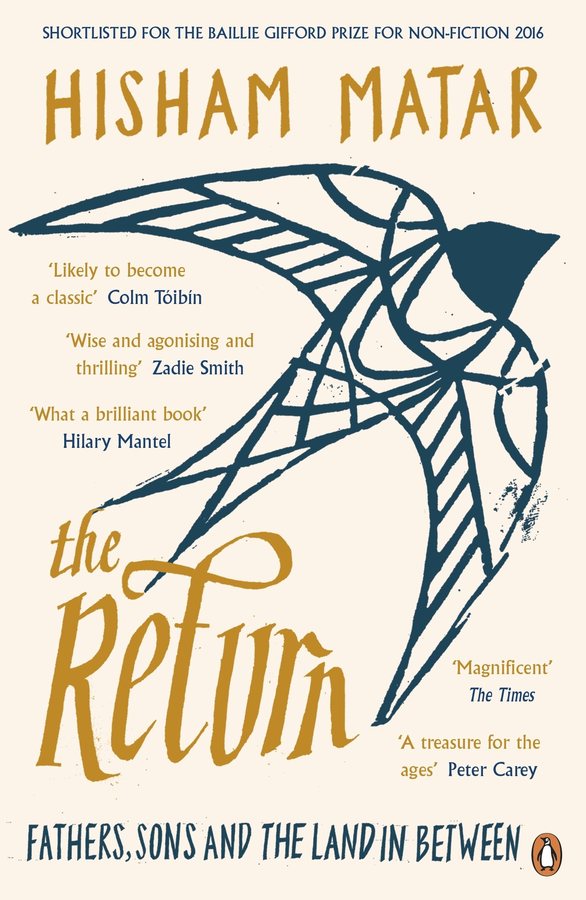 SHORTLISTED FOR THE BAILLIE GIFFORD PRIZE FOR NON-FICTION 2016
HISHAM MATAR
‘Likely to become
a classic’ Colm Tóibín
‘Wise and agonising and
thrilling’ Zadie Smith
‘What a brilliant book’
Hilary Mantel
the
Return
‘Magnificent’
The Times
‘A treasure for the
ages’ Peter Carey
FATHERS, SONS AND THE LAND IN BETWEEN